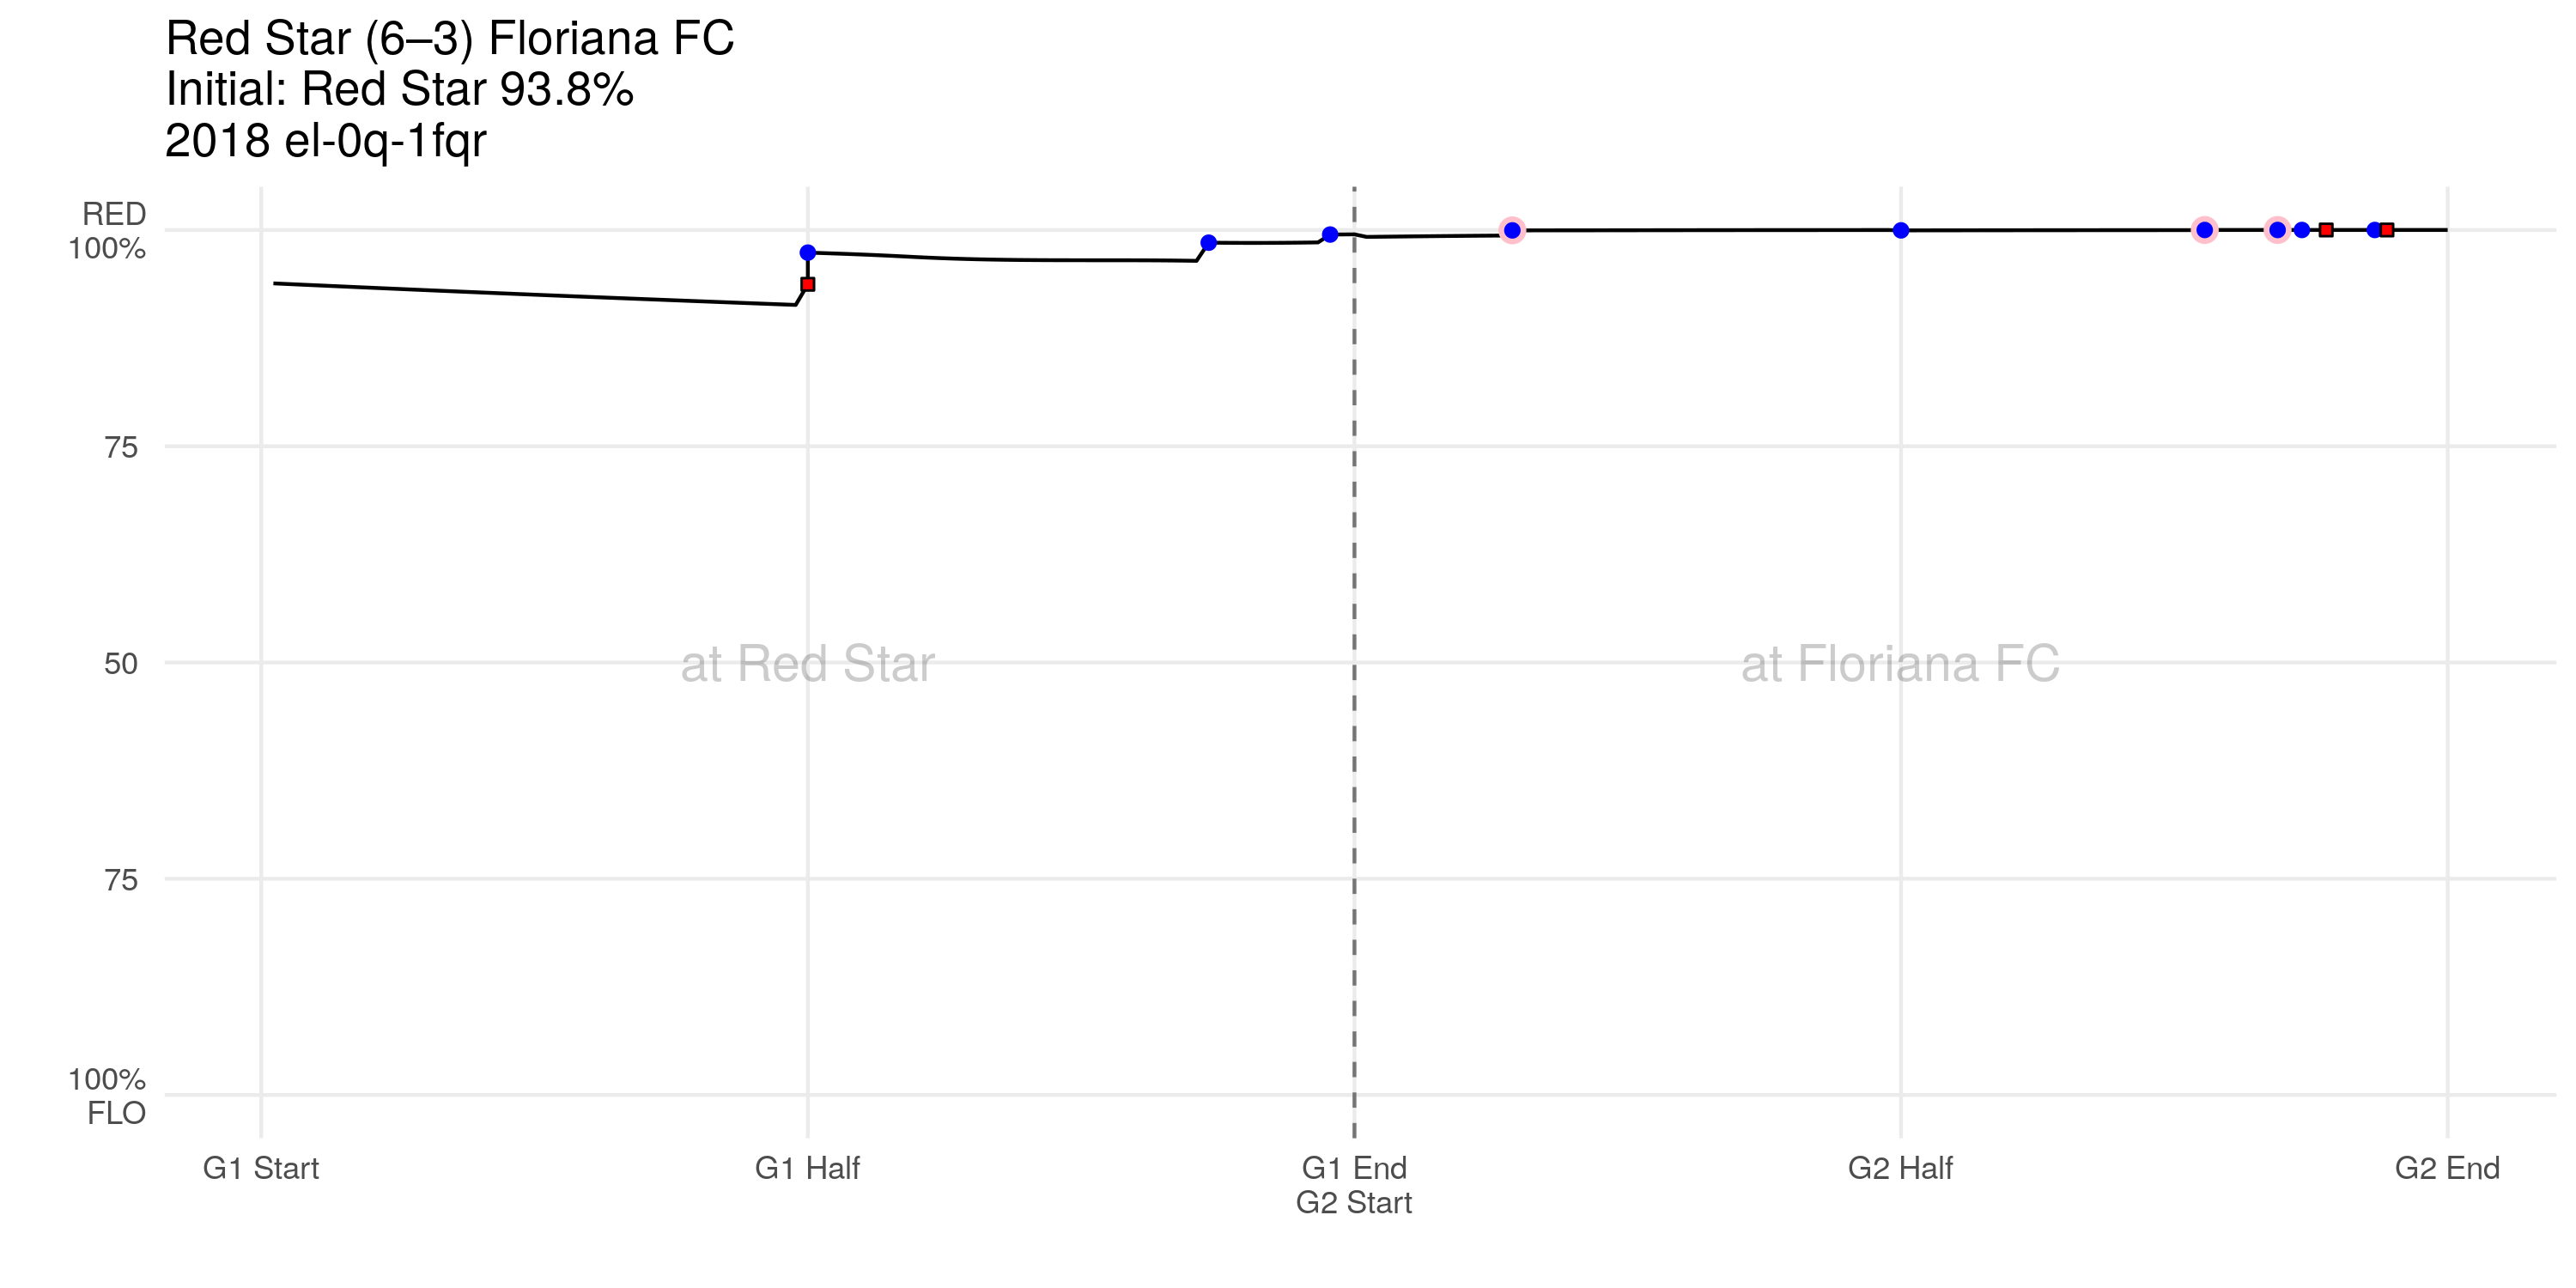 Red Star (6–3) Floriana FC
Initial: Red Star 93.8%
2018 el-0q-1fqr
RED
100%
75
50
75
100%
FLO
at Red Star
at Floriana FC
G1 Start
G1 Half
G1 End
G2 Start
G2 Half
G2 End